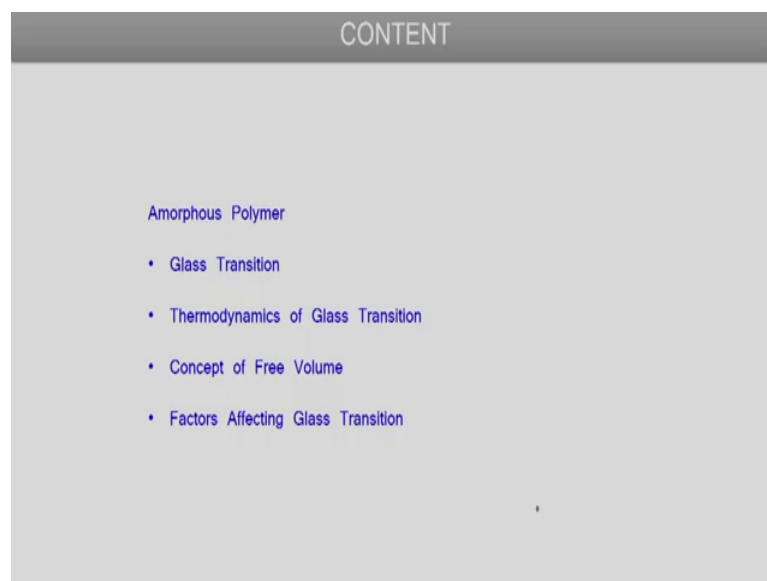 CONTENT
Amorphous Polymer
• Glass Transition
• Thermodynamics of Glass Transition
• Concept of Free Volume
• Factors Affecting Glass Transition